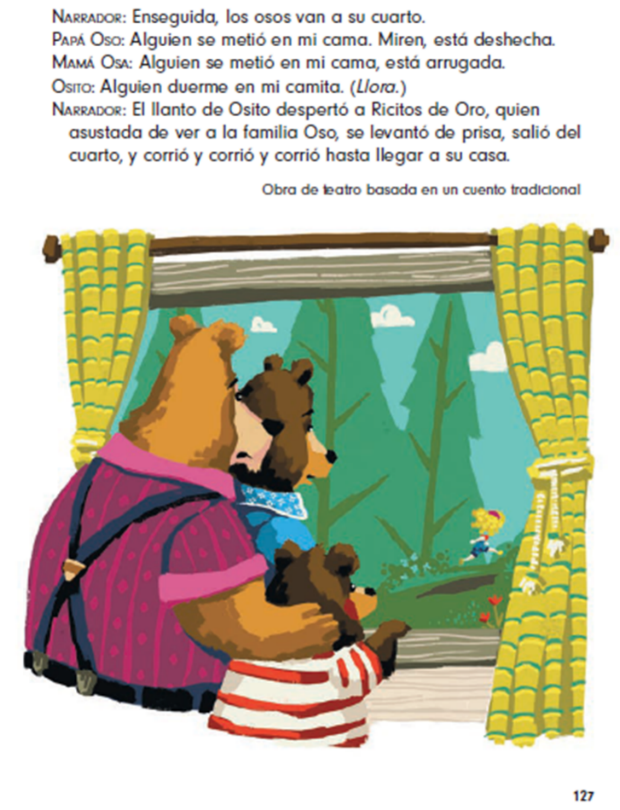 NARRADOR: Enseguida, los osos van a su cuarto.
PAPÁ OSO: Alguien se metió en mi cama. Miren, está deshecha.
MAMÁ OSA: Alguien se metió en mi cama, está arrugada.
OSITO: Alguien duerme en mi camita. (Llora.)
NARRADOR: El llanto de Osito despertó a Ricitos de Oro, quien
asustada de ver a la familia Oso, se levantó de prisa, salió del
cuarto, y corrió y corrió y corrió hasta llegar a su casa.
Obra de teatro basada en un cuento tradicional
127